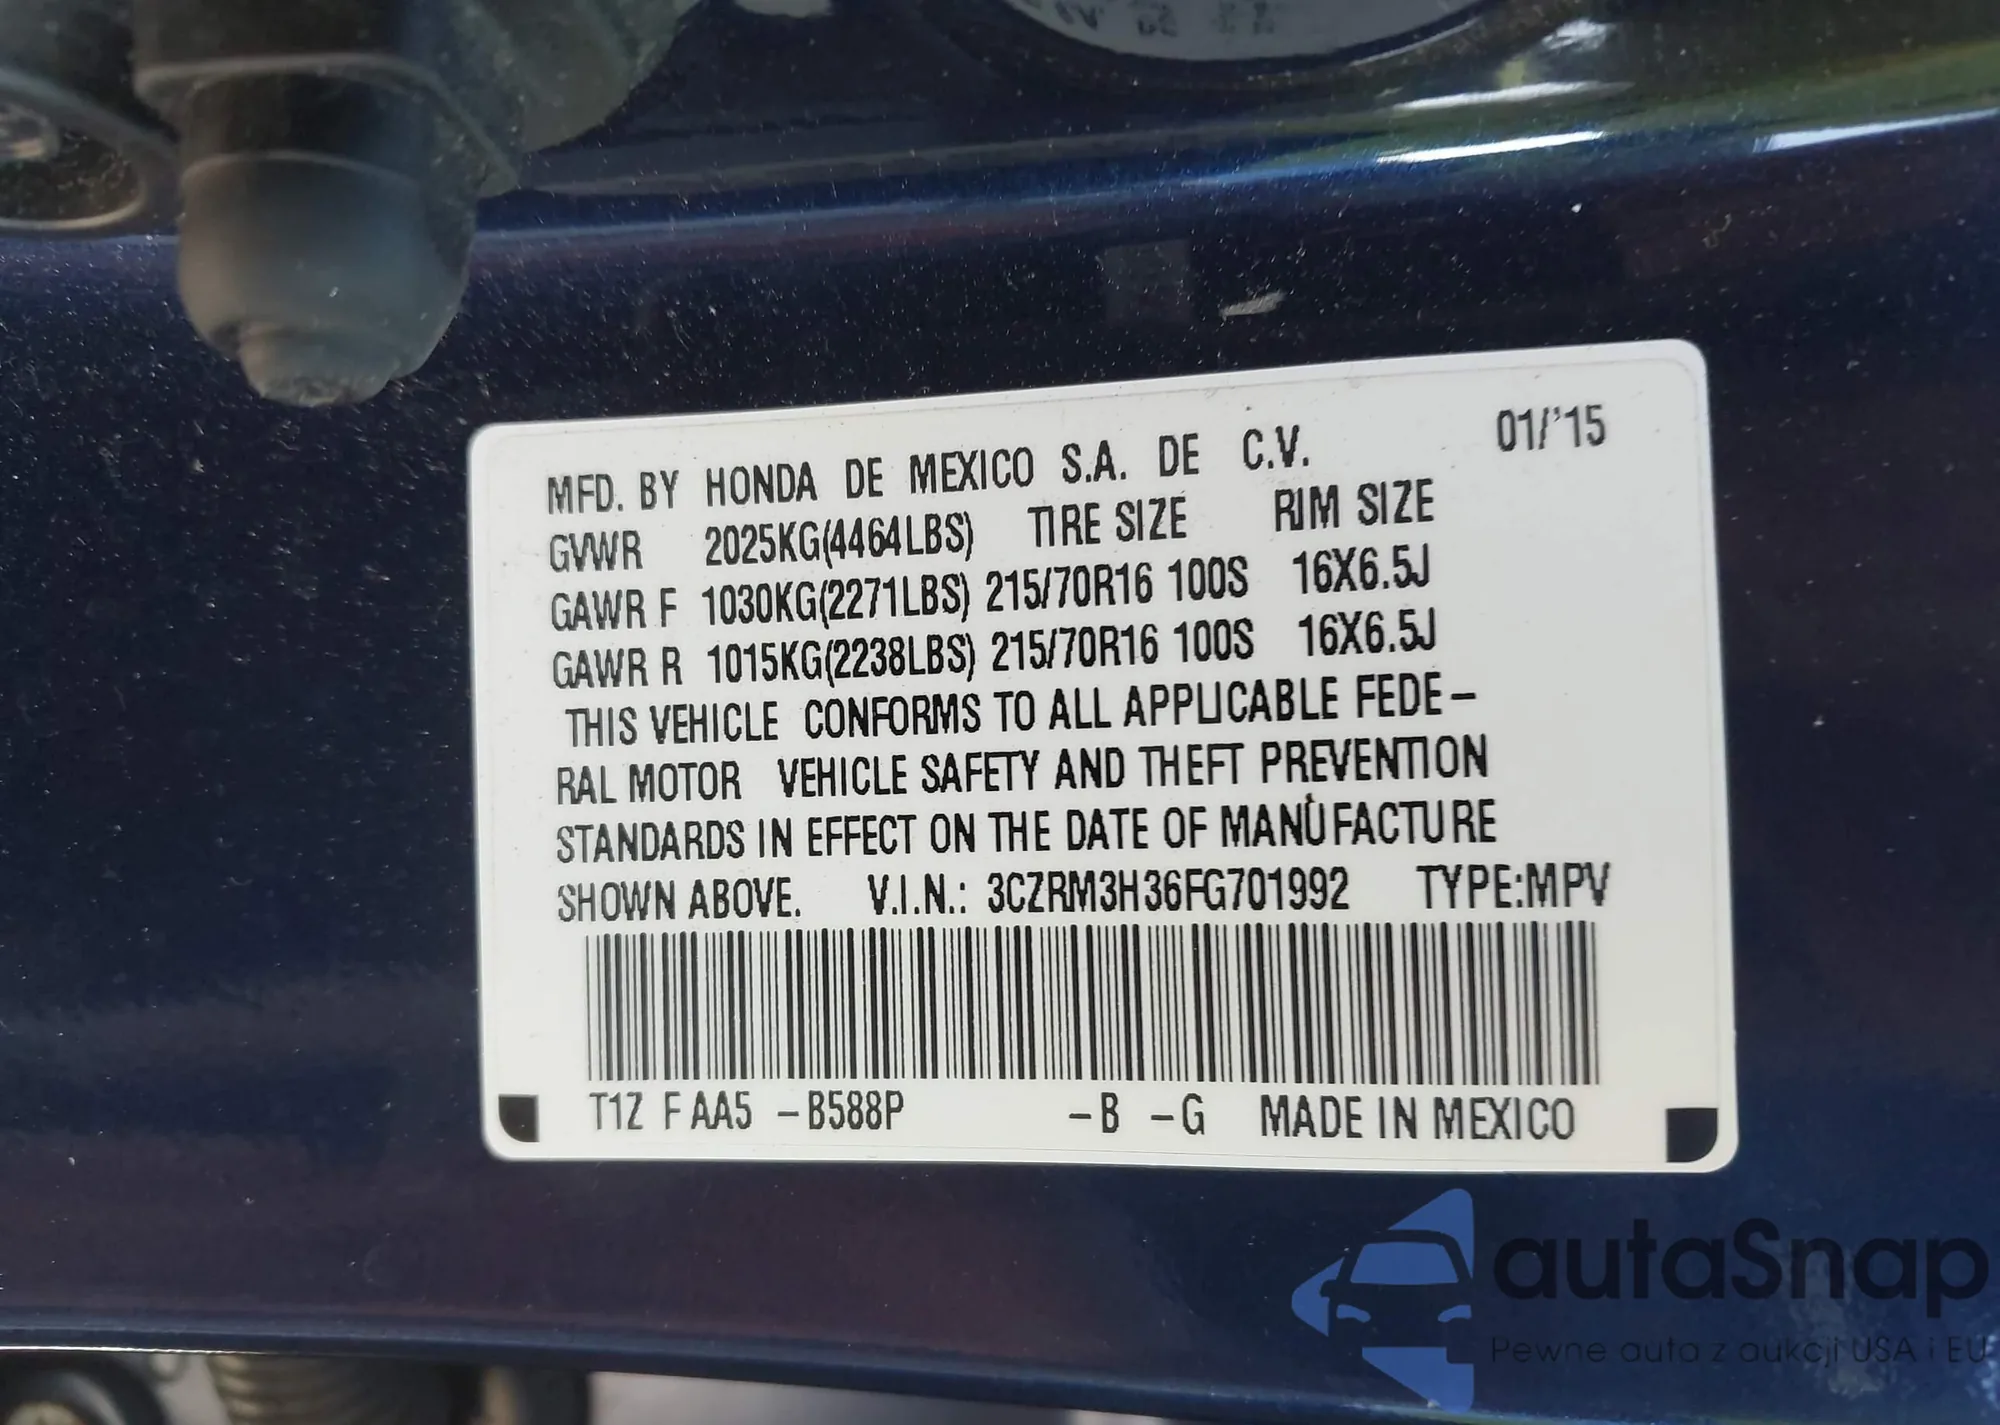 MFD. BY HONDA DE MEXICO S.A. DE C.V. 01/'15
GVWR 2025KG(4464LBS) TIRE SIZE RIM SIZE
GAWR F 1030KG(2271LBS) 215/70R16 100S 16X6.5J
GAWR R 1015KG(2238LBS) 215/70R16 100S 16X6.5J
THIS VEHICLE CONFORMS TO ALL APPLICABLE FEDE-
RAL MOTOR VEHICLE SAFETY AND THEFT PREVENTION
STANDARDS IN EFFECT ON THE DATE OF MANUFACTURE
SHOWN ABOVE. V.I.N.: 3CZRM3H36FG701992 TYPE:MPV
T1Z FAA5 -B588P -B -G MADE IN MEXICO
autaSnap
Pewne auta z aukcji USA i EU